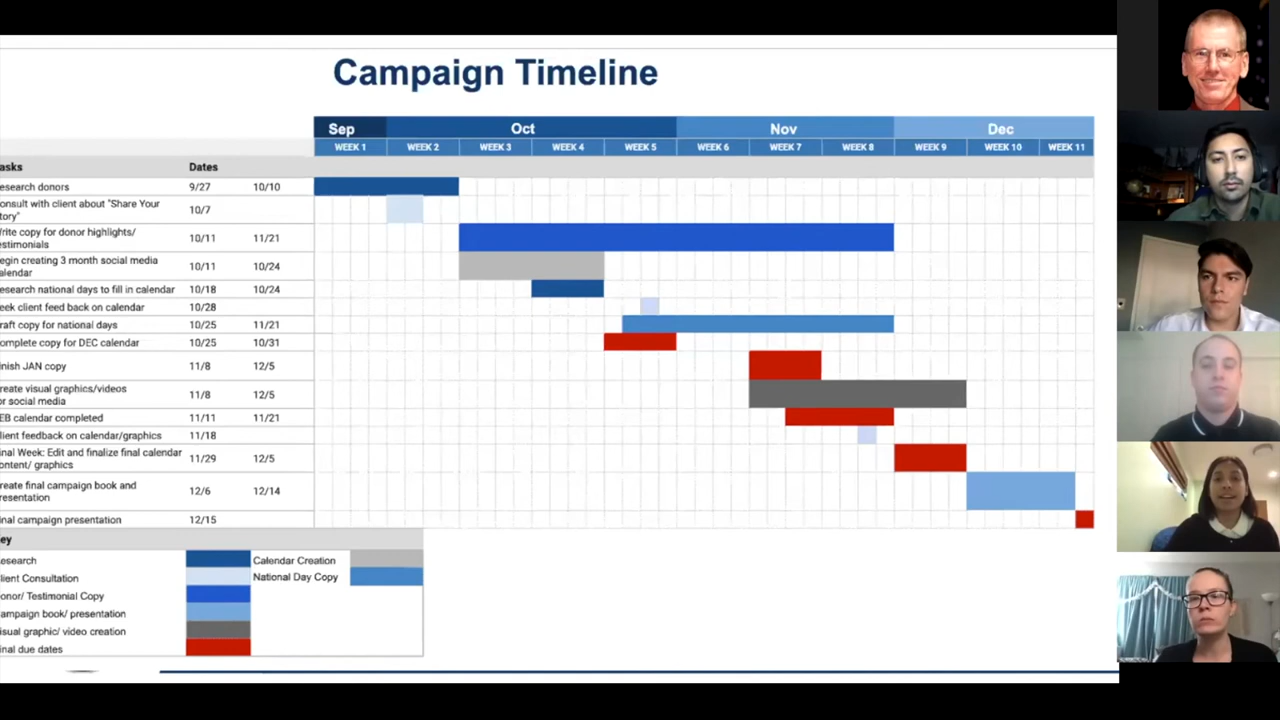 Campaign Timeline
Sep Oct Nov Dec
WEEK 1 WEEK 2 WEEK 3 WEEK 4 WEEK 5 WEEK 6 WEEK 7 WEEK 8 WEEK 9 WEEK 10 WEEK 11
asks Dates
esearch donors 9/27 10/10
onsult with client about "Share Your
tory" 10/7
rite copy for donor highlights/
estimonials 10/11 11/21
egin creating 3 month social media
alendar 10/11 10/24
esearch national days to fill in calendar 10/18 10/24
eek client feed back on calendar 10/28
raft copy for national days 10/25 11/21
omplete copy for DEC calendar 10/25 10/31
inish JAN copy 11/8 12/5
reate visual graphics/videos
or social media 11/8 12/5
EB calendar completed 11/11 11/21
lient feedback on calendar/graphics 11/18
inal Week: Edit and finalize final calendar
ontent/ graphics 11/29 12/5
reate final campaign book and
resentation 12/6 12/14
inal campaign presentation 12/15
ey
esearch Calendar Creation
lient Consultation National Day Copy
onor/ Testimonial Copy
ampaign book/ presentation
isual graphic/ video creation
inal due dates